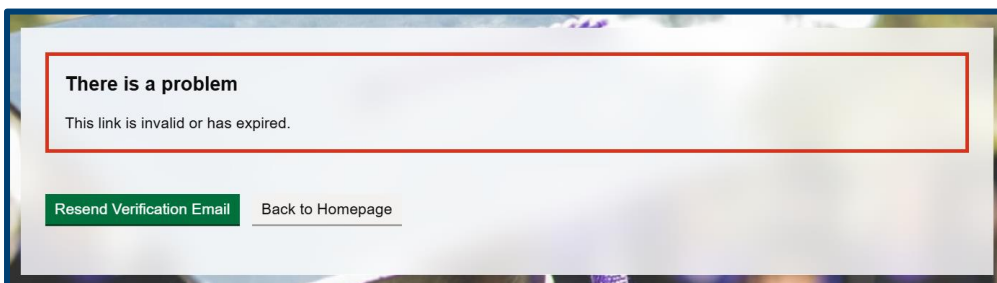 There is a problem
This link is invalid or has expired.
Resend Verification Email Back to Homepage